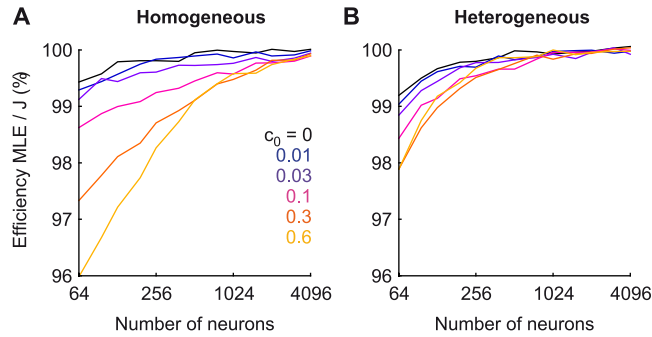 A
Homogeneous
B
Heterogeneous
Efficiency MLE / J (%)
100
99
98
97
96
c₀ = 0
0.01
0.03
0.1
0.3
0.6
64
256
1024
4096
Number of neurons
100
99
98
97
96
64
256
1024
4096
Number of neurons